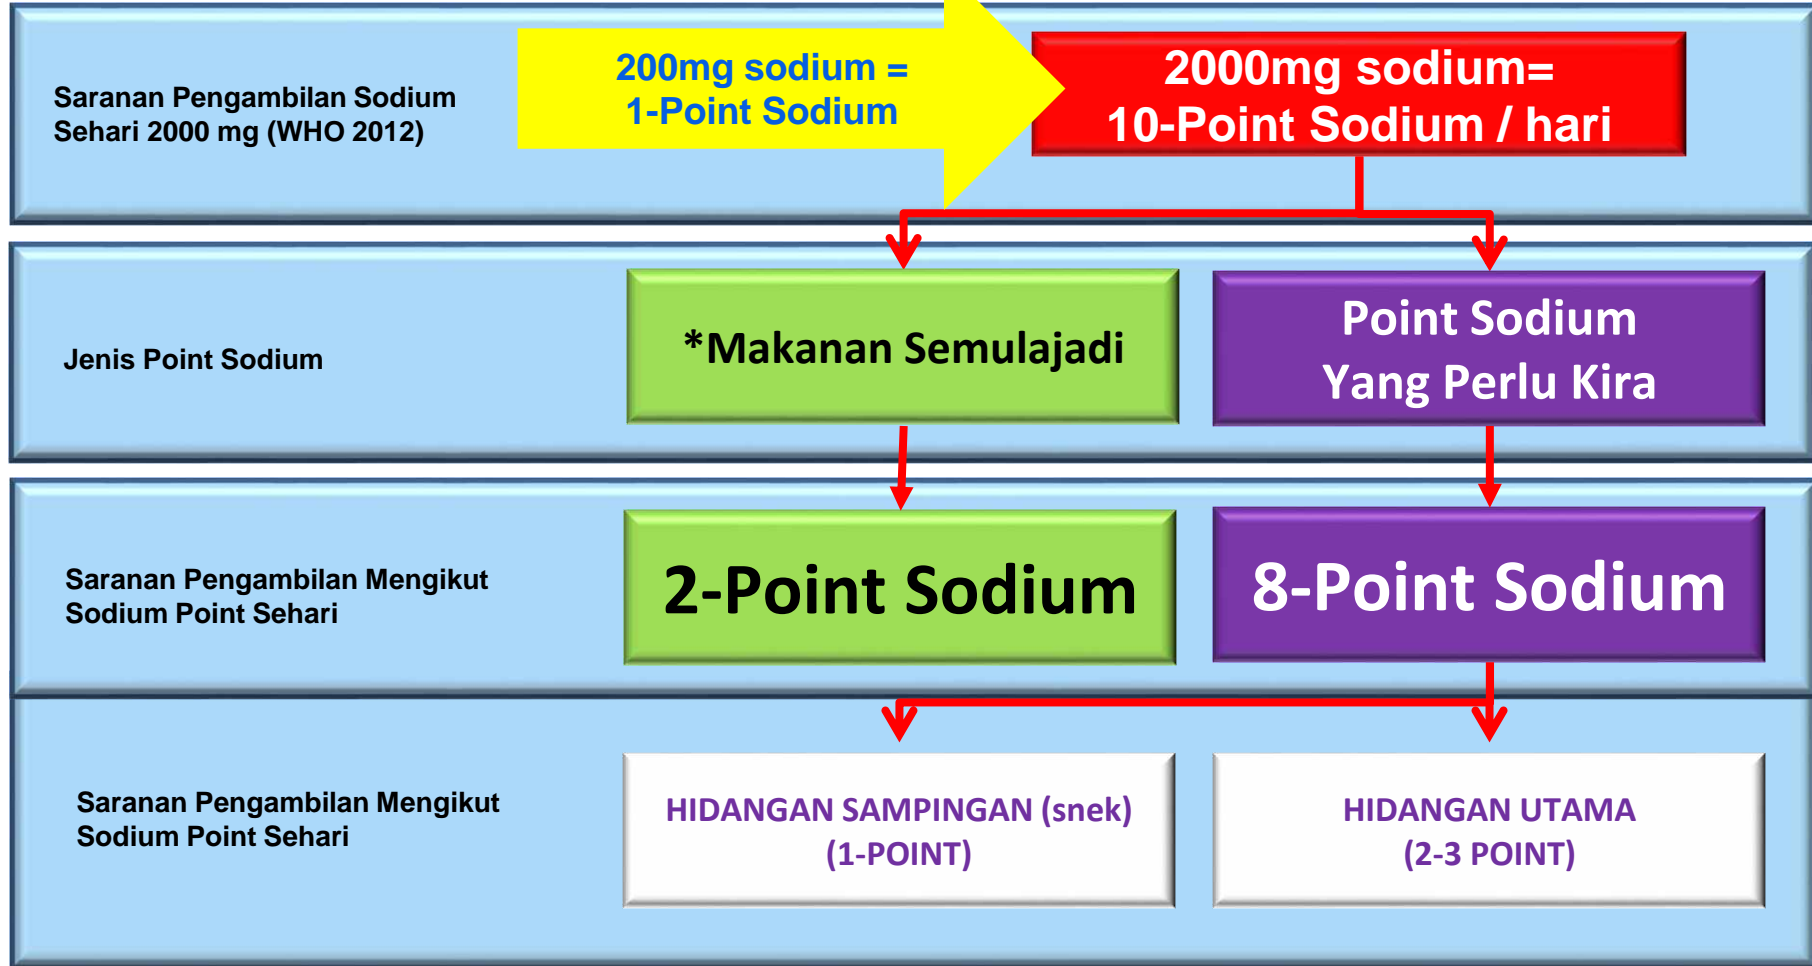 Saranan Pengambilan Sodium
Sehari 2000 mg (WHO 2012)
200mg sodium =
1-Point Sodium
2000mg sodium=
10-Point Sodium / hari
Jenis Point Sodium
*Makanan Semulajadi
Point Sodium
Yang Perlu Kira
Saranan Pengambilan Mengikut
Sodium Point Sehari
2-Point Sodium
8-Point Sodium
Saranan Pengambilan Mengikut
Sodium Point Sehari
HIDANGAN SAMPINGAN (snek)
(1-POINT)
HIDANGAN UTAMA
(2-3 POINT)